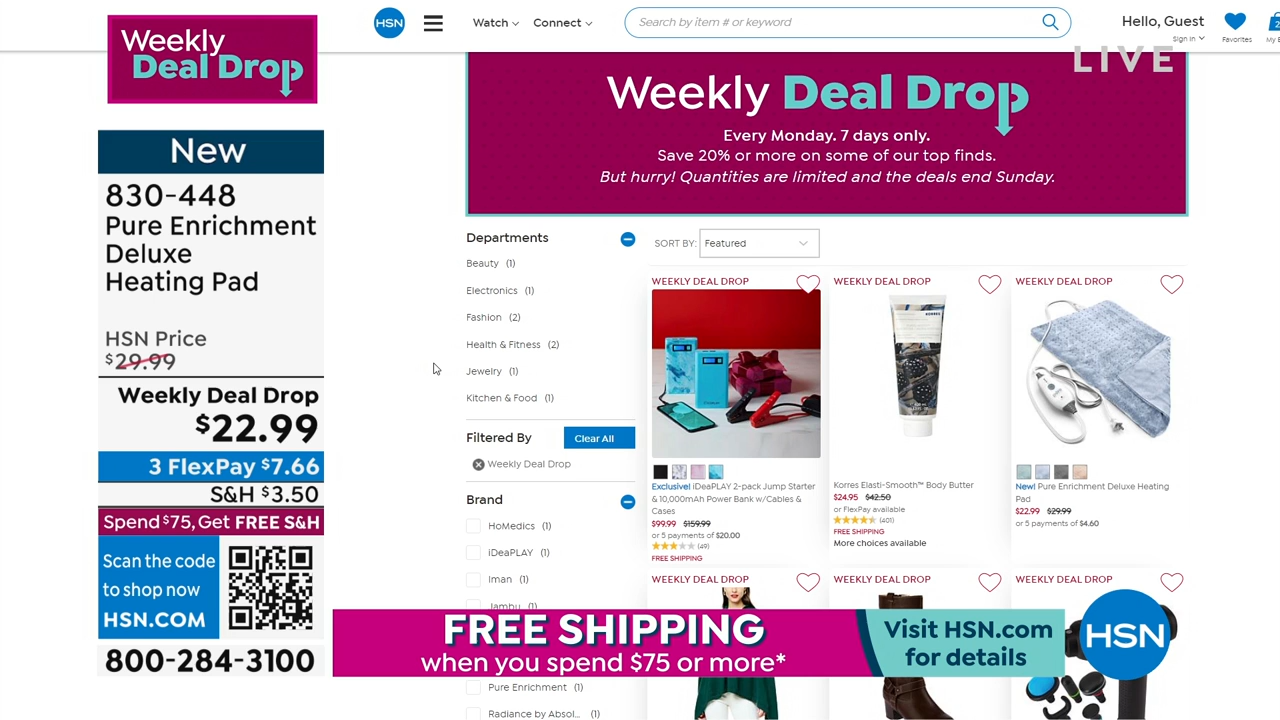 Weekly
Deal Drop
New
830-448
Pure Enrichment
Deluxe
Heating Pad
HSN Price
$29.99
Weekly Deal Drop
$22.99
3 FlexPay $7.66
S&H $3.50
Spend $75, Get FREE S&H
Scan the code
to shop now
HSN.COM
800-284-3100
HSN
Watch
Connect
Search by item # or keyword
Hello, Guest
Sign In
Favorites
2
LIVE
Weekly Deal Drop
Every Monday. 7 days only.
Save 20% or more on some of our top finds.
But hurry! Quantities are limited and the deals end Sunday.
Departments
Beauty (1)
Electronics (1)
Fashion (2)
Health & Fitness (2)
Jewelry (1)
Kitchen & Food (1)
Filtered By
Clear All
Weekly Deal Drop
Brand
HoMedics (1)
iDeaPLAY (1)
Iman (1)
Jambu (1)
Pure Enrichment (1)
Radiance by Absol... (1)
SORT BY: Featured
WEEKLY DEAL DROP
Exclusive! iDeaPLAY 2-pack Jump Starter
& 10,000mAh Power Bank w/Cables &
Cases
$99.99 $159.99
or 5 payments of $20.00
(49)
FREE SHIPPING
WEEKLY DEAL DROP
KORRES
Korres Elasti-Smooth™ Body Butter
$24.95 $42.50
or FlexPay available
(401)
FREE SHIPPING
More choices available
WEEKLY DEAL DROP
New! Pure Enrichment Deluxe Heating
Pad
$22.99 $29.99
or 5 payments of $4.60
WEEKLY DEAL DROP
WEEKLY DEAL DROP
WEEKLY DEAL DROP
FREE SHIPPING
when you spend $75 or more*
Visit HSN.com
for details
HSN